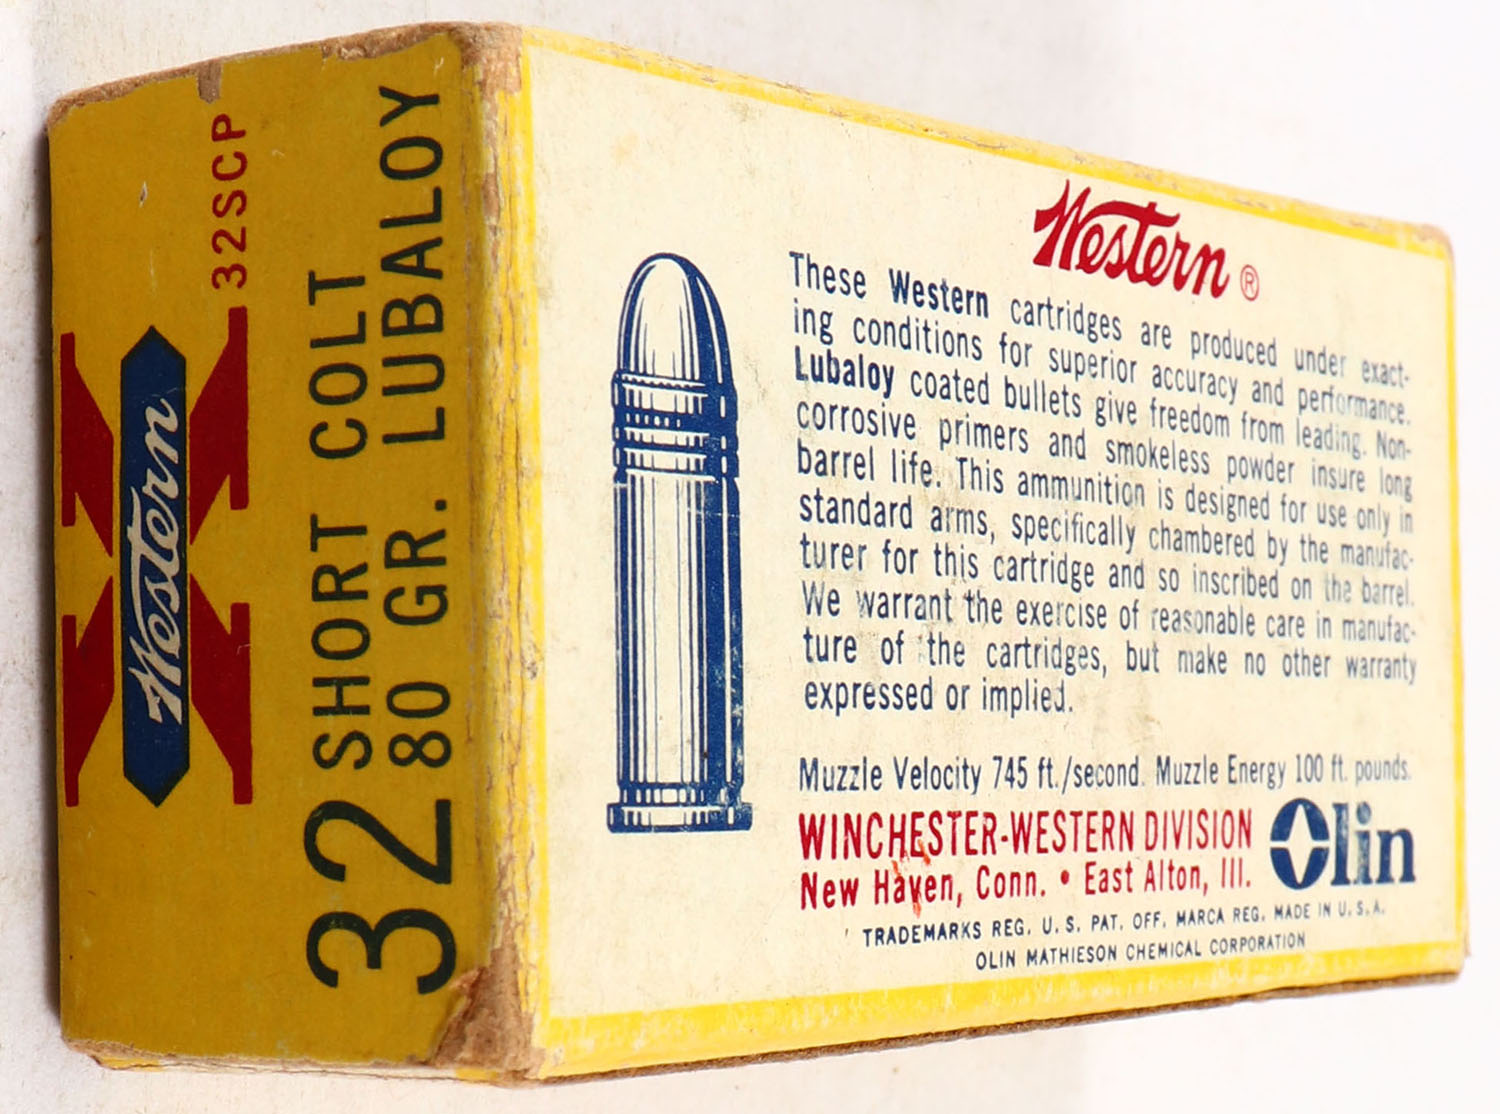 Western
32SCP
32 SHORT COLT
80 GR. LUBALOY
Western ®
These Western cartridges are produced under exact-
ing conditions for superior accuracy and performance.
Lubaloy coated bullets give freedom from leading. Non-
corrosive primers and smokeless powder insure long
barrel life. This ammunition is designed for use only in
standard arms, specifically chambered by the manufac-
turer for this cartridge and so inscribed on the barrel.
We warrant the exercise of reasonable care in manufac-
ture of the cartridges, but make no other warranty
expressed or implied.
Muzzle Velocity 745 ft./second. Muzzle Energy 100 ft. pounds.
WINCHESTER-WESTERN DIVISION
New Haven, Conn. • East Alton, Ill.
Olin
TRADEMARKS REG. U. S. PAT. OFF. MARCA REG. MADE IN U. S. A.
OLIN MATHIESON CHEMICAL CORPORATION